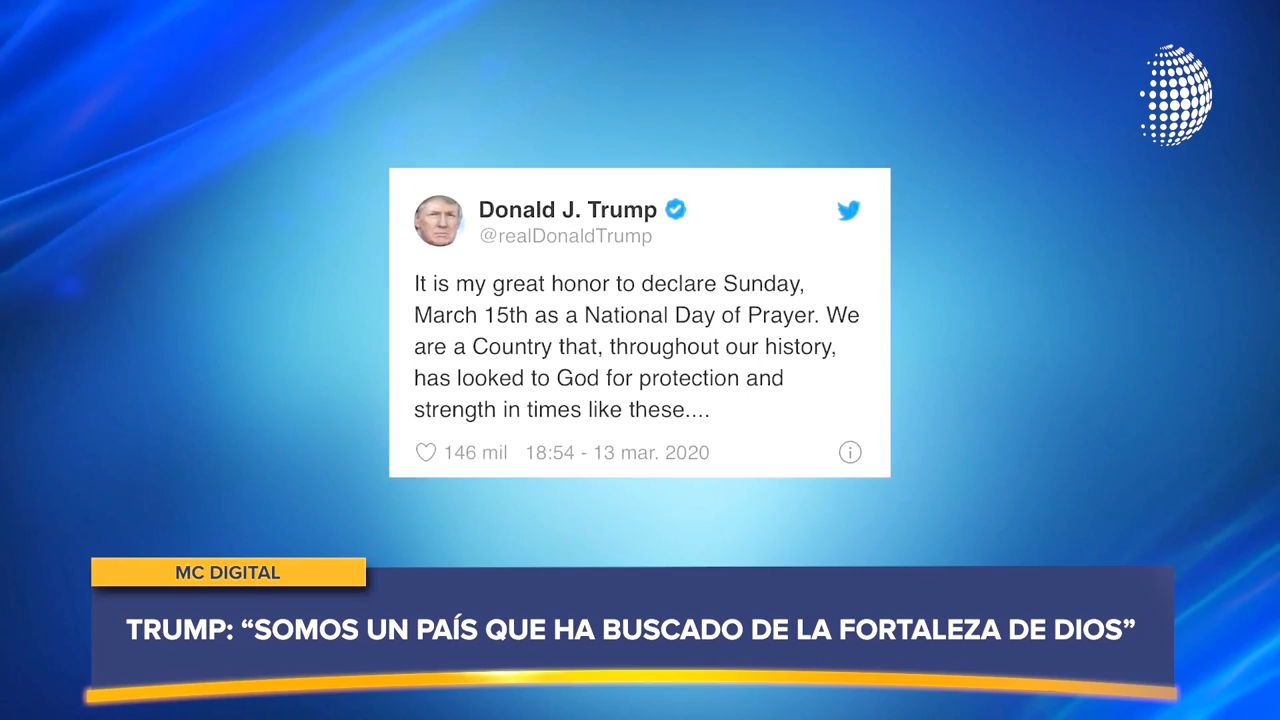 Donald J. Trump
@realDonaldTrump
It is my great honor to declare Sunday,
March 15th as a National Day of Prayer. We
are a Country that, throughout our history,
has looked to God for protection and
strength in times like these....
146 mil 18:54 - 13 mar. 2020
MC DIGITAL
TRUMP: “SOMOS UN PAÍS QUE HA BUSCADO DE LA FORTALEZA DE DIOS”